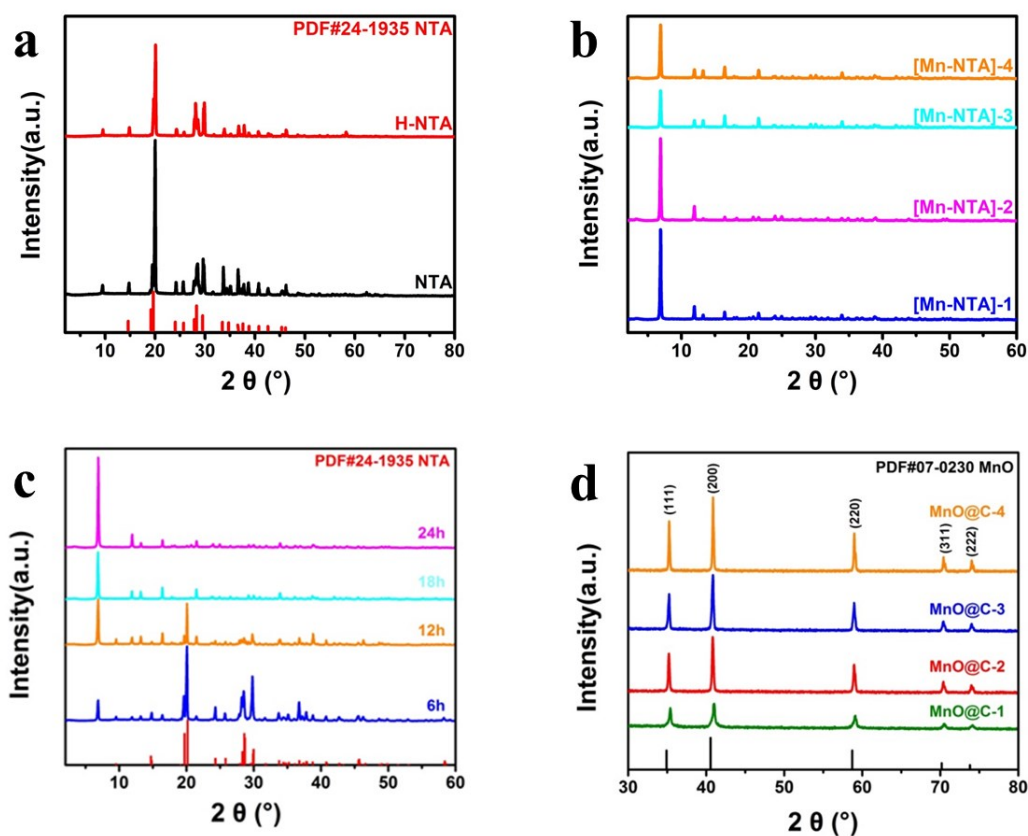 a
PDF#24-1935 NTA
H-NTA
NTA
Intensity(a.u.)
0 10 20 30 40 50 60 70 80
2 θ (°)
b
[Mn-NTA]-4
[Mn-NTA]-3
[Mn-NTA]-2
[Mn-NTA]-1
Intensity(a.u.)
10 20 30 40 50 60
2 θ (°)
c
PDF#24-1935 NTA
24h
18h
12h
6h
Intensity(a.u.)
10 20 30 40 50 60
2 θ (°)
d
PDF#07-0230 MnO
(111)
(200)
(220)
(311)
(222)
MnO@C-4
MnO@C-3
MnO@C-2
MnO@C-1
Intensity(a.u.)
30 40 50 60 70 80
2 θ (°)